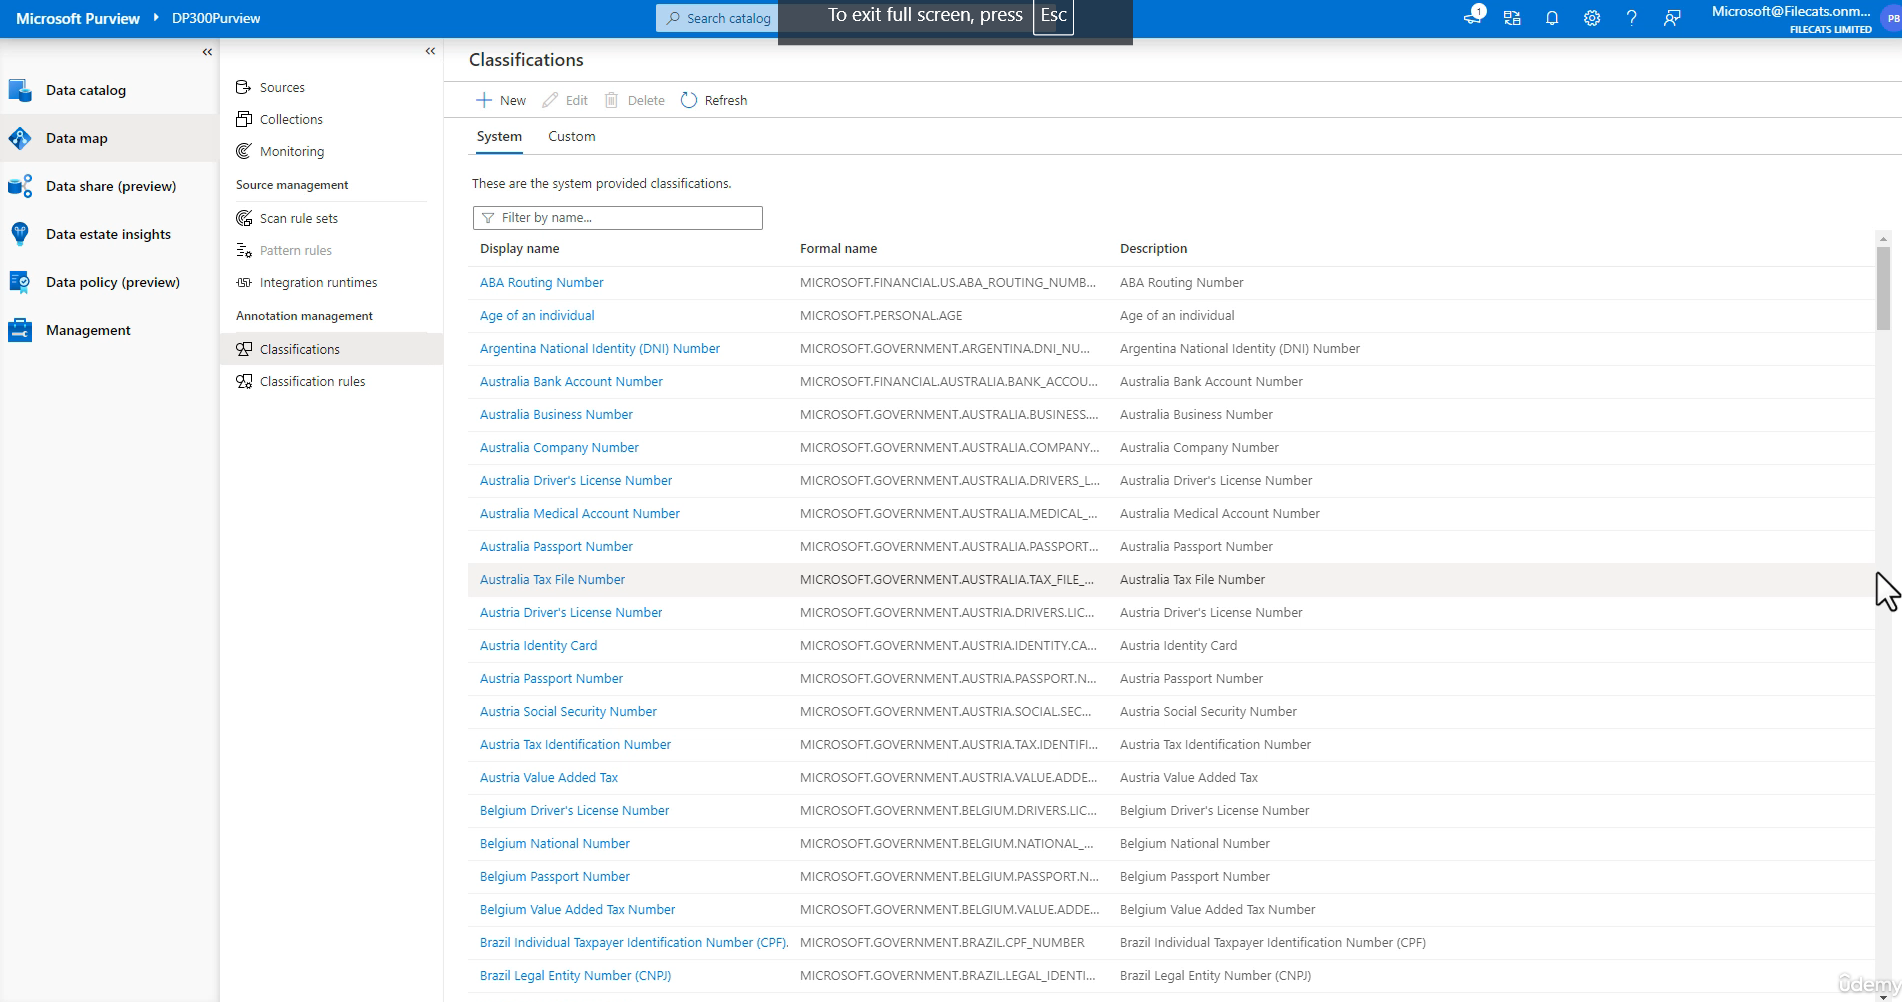 Microsoft Purview
DP300Purview
Search catalog
To exit full screen, press Esc
1
Microsoft@Filecats.onm...
FILECATS LIMITED
PB
Data catalog
Data map
Data share (preview)
Data estate insights
Data policy (preview)
Management
Sources
Collections
Monitoring
Source management
Scan rule sets
Pattern rules
Integration runtimes
Annotation management
Classifications
Classification rules
Classifications
New Edit Delete Refresh
System Custom
These are the system provided classifications.
Filter by name...
Display name Formal name Description
ABA Routing Number MICROSOFT.FINANCIAL.US.ABA_ROUTING_NUMB... ABA Routing Number
Age of an individual MICROSOFT.PERSONAL.AGE Age of an individual
Argentina National Identity (DNI) Number MICROSOFT.GOVERNMENT.ARGENTINA.DNI_NU... Argentina National Identity (DNI) Number
Australia Bank Account Number MICROSOFT.FINANCIAL.AUSTRALIA.BANK_ACCOU... Australia Bank Account Number
Australia Business Number MICROSOFT.GOVERNMENT.AUSTRALIA.BUSINESS.... Australia Business Number
Australia Company Number MICROSOFT.GOVERNMENT.AUSTRALIA.COMPANY... Australia Company Number
Australia Driver's License Number MICROSOFT.GOVERNMENT.AUSTRALIA.DRIVERS_L... Australia Driver's License Number
Australia Medical Account Number MICROSOFT.GOVERNMENT.AUSTRALIA.MEDICAL_... Australia Medical Account Number
Australia Passport Number MICROSOFT.GOVERNMENT.AUSTRALIA.PASSPORT... Australia Passport Number
Australia Tax File Number MICROSOFT.GOVERNMENT.AUSTRALIA.TAX_FILE_... Australia Tax File Number
Austria Driver's License Number MICROSOFT.GOVERNMENT.AUSTRIA.DRIVERS.LIC... Austria Driver's License Number
Austria Identity Card MICROSOFT.GOVERNMENT.AUSTRIA.IDENTITY.CA... Austria Identity Card
Austria Passport Number MICROSOFT.GOVERNMENT.AUSTRIA.PASSPORT.N... Austria Passport Number
Austria Social Security Number MICROSOFT.GOVERNMENT.AUSTRIA.SOCIAL.SEC... Austria Social Security Number
Austria Tax Identification Number MICROSOFT.GOVERNMENT.AUSTRIA.TAX.IDENTIFI... Austria Tax Identification Number
Austria Value Added Tax MICROSOFT.GOVERNMENT.AUSTRIA.VALUE.ADDE... Austria Value Added Tax
Belgium Driver's License Number MICROSOFT.GOVERNMENT.BELGIUM.DRIVERS.LIC... Belgium Driver's License Number
Belgium National Number MICROSOFT.GOVERNMENT.BELGIUM.NATIONAL_... Belgium National Number
Belgium Passport Number MICROSOFT.GOVERNMENT.BELGIUM.PASSPORT.N... Belgium Passport Number
Belgium Value Added Tax Number MICROSOFT.GOVERNMENT.BELGIUM.VALUE.ADDE... Belgium Value Added Tax Number
Brazil Individual Taxpayer Identification Number (CPF). MICROSOFT.GOVERNMENT.BRAZIL.CPF_NUMBER Brazil Individual Taxpayer Identification Number (CPF)
Brazil Legal Entity Number (CNPJ) MICROSOFT.GOVERNMENT.BRAZIL.LEGAL_IDENTI... Brazil Legal Entity Number (CNPJ)
ûdemy